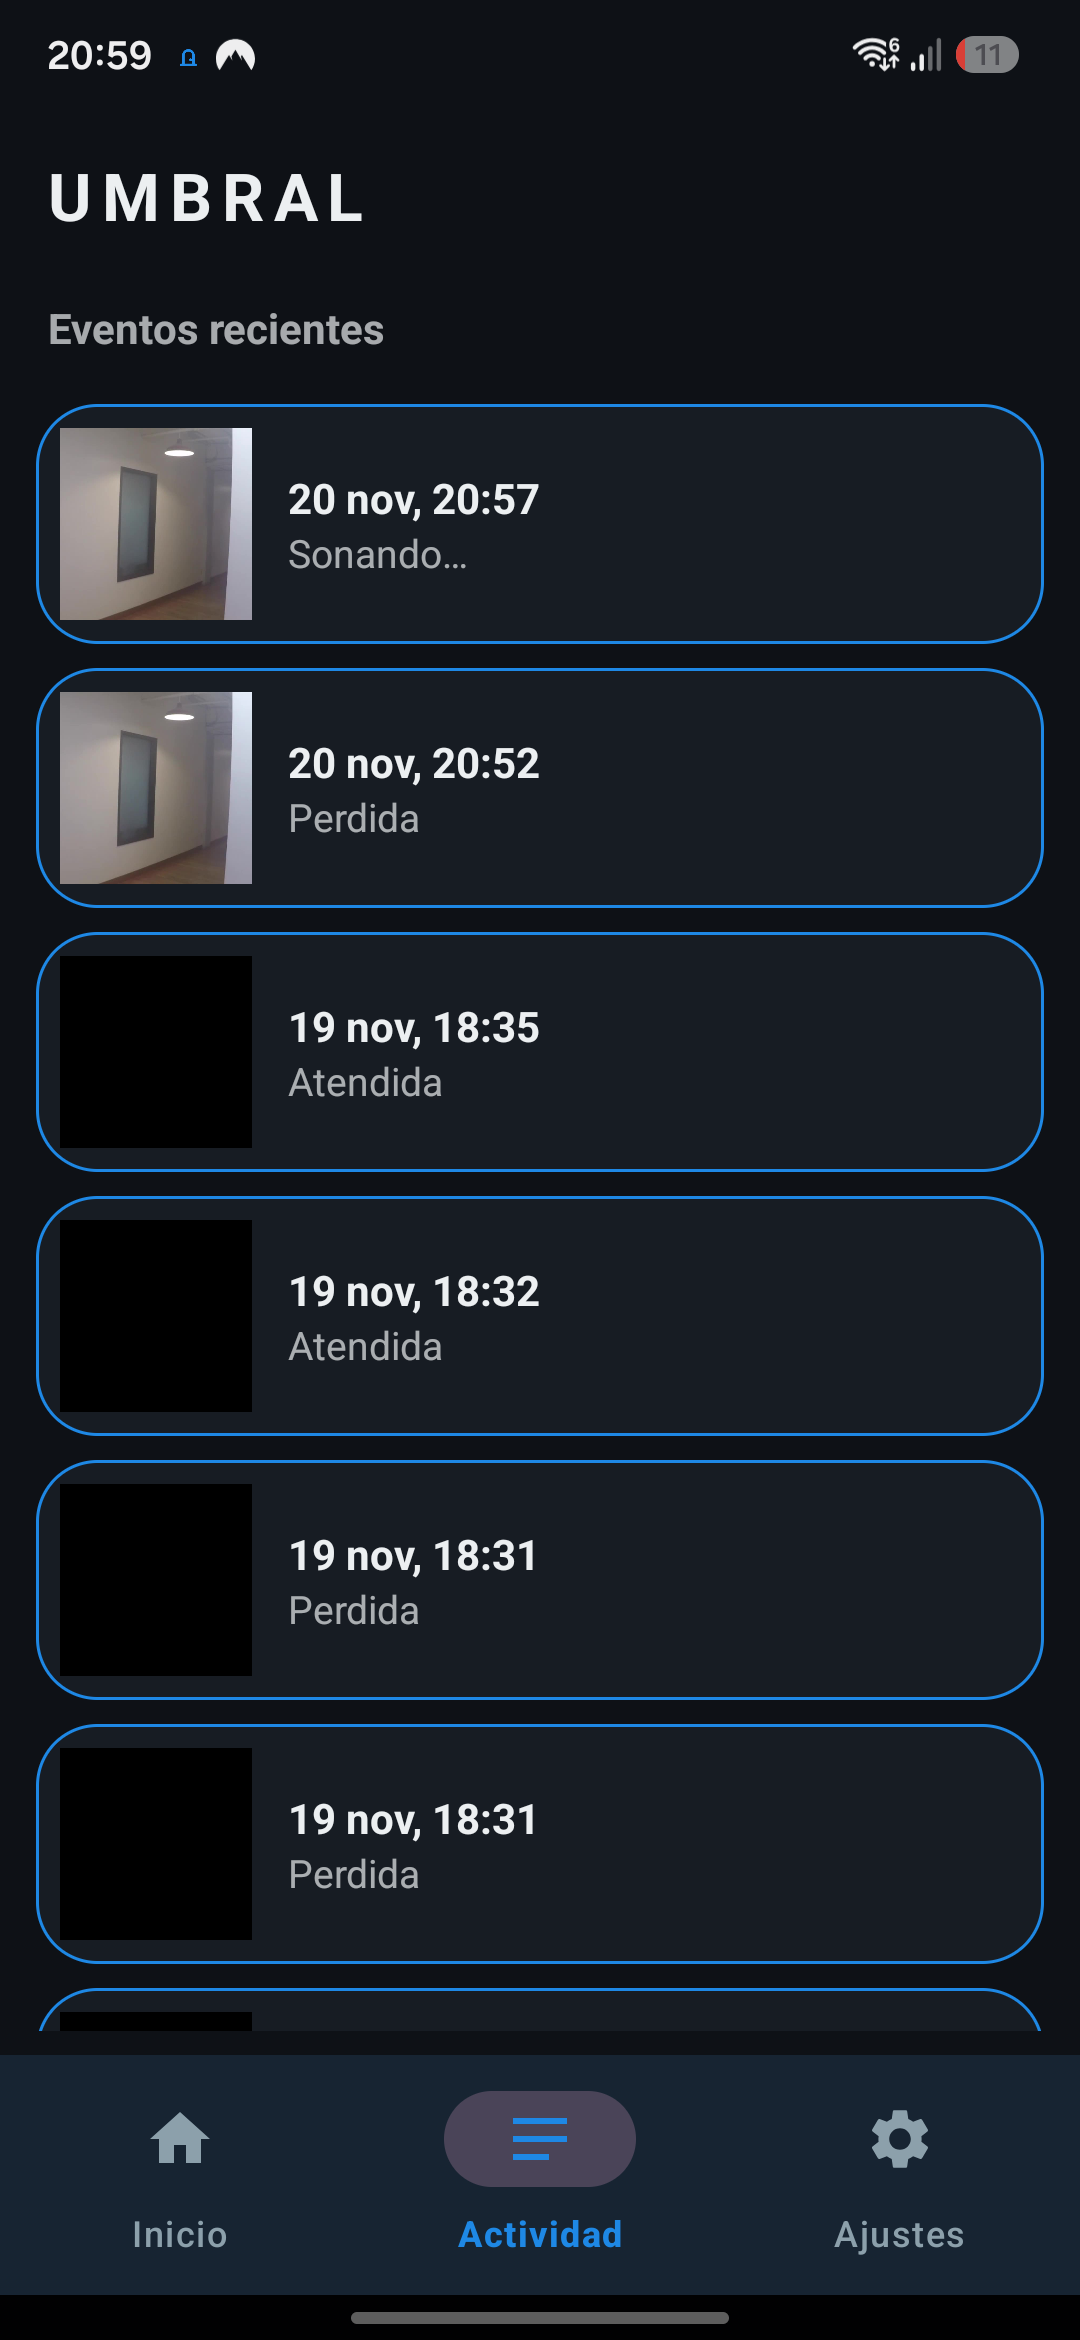 20:59
6
11
UMBRAL
Eventos recientes
20 nov, 20:57
Sonando…
20 nov, 20:52
Perdida
19 nov, 18:35
Atendida
19 nov, 18:32
Atendida
19 nov, 18:31
Perdida
19 nov, 18:31
Perdida
Inicio
Actividad
Ajustes